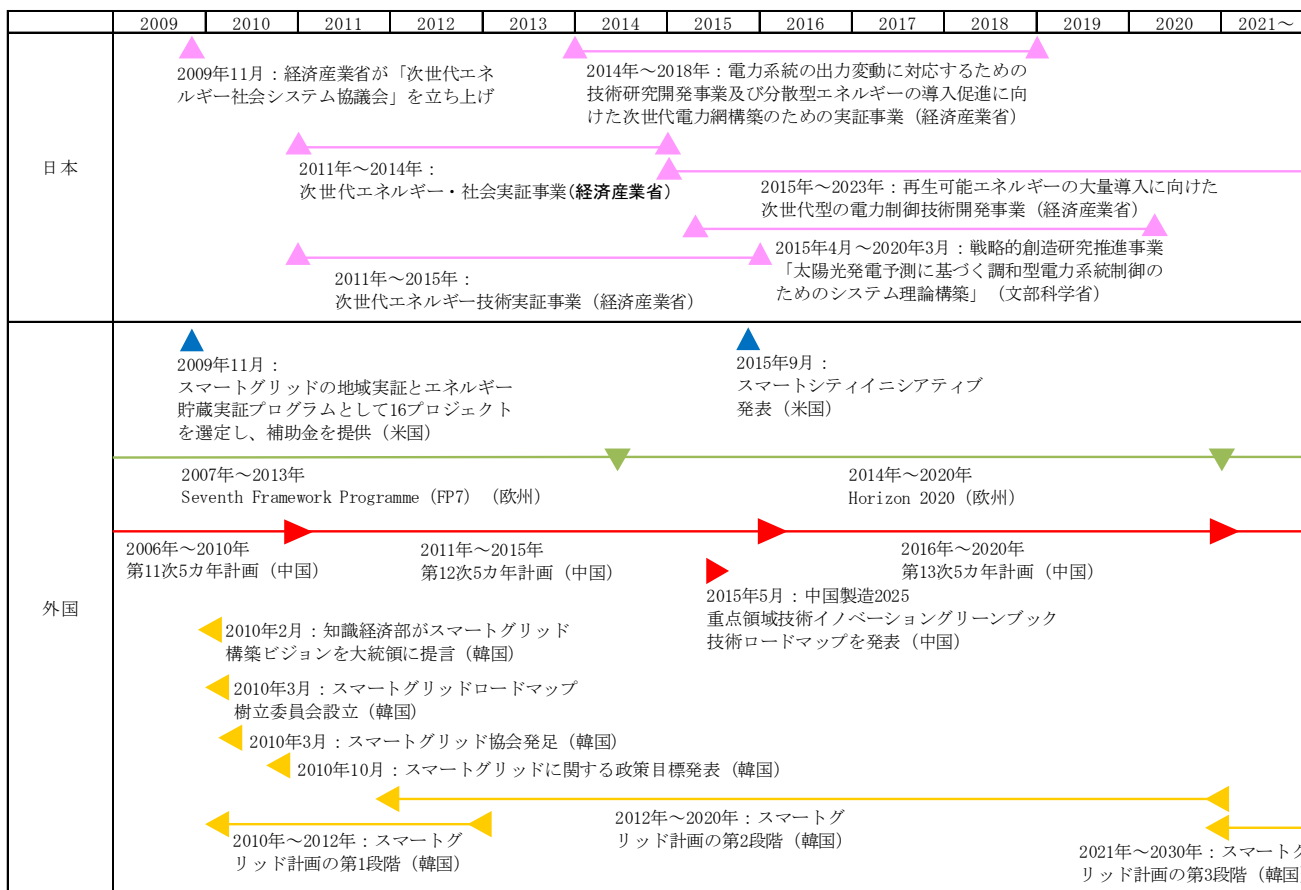 2009 2010 2011 2012 2013 2014 2015 2016 2017 2018 2019 2020 2021～
日本
2009年11月：経済産業省が「次世代エネ
ルギー社会システム協議会」を立ち上げ
2014年～2018年：電力系統の出力変動に対応するための
技術研究開発事業及び分散型エネルギーの導入促進に向
けた次世代電力網構築のための実証事業（経済産業省）
2011年～2014年：
次世代エネルギー・社会実証事業(経済産業省)
2015年～2023年：再生可能エネルギーの大量導入に向けた
次世代型の電力制御技術開発事業（経済産業省）
2015年4月～2020年3月：戦略的創造研究推進事業
「太陽光発電予測に基づく調和型電力系統制御の
ためのシステム理論構築」（文部科学省）
2011年～2015年：
次世代エネルギー技術実証事業（経済産業省）
外国
2009年11月：
スマートグリッドの地域実証とエネルギー
貯蔵実証プログラムとして16プロジェクト
を選定し、補助金を提供（米国）
2015年9月：
スマートシティイニシアティブ
発表（米国）
2007年～2013年
Seventh Framework Programme（FP7）（欧州）
2014年～2020年
Horizon 2020（欧州）
2006年～2010年
第11次5カ年計画（中国）
2011年～2015年
第12次5カ年計画（中国）
2016年～2020年
第13次5カ年計画（中国）
2015年5月：中国製造2025
重点領域技術イノベーショングリーンブック
技術ロードマップを発表（中国）
2010年2月：知識経済部がスマートグリッド
構築ビジョンを大統領に提言（韓国）
2010年3月：スマートグリッドロードマップ
樹立委員会設立（韓国）
2010年3月：スマートグリッド協会発足（韓国）
2010年10月：スマートグリッドに関する政策目標発表（韓国）
2012年～2020年：スマートグ
リッド計画の第2段階（韓国）
2010年～2012年：スマートグ
リッド計画の第1段階（韓国）
2021年～2030年：スマートグ
リッド計画の第3段階（韓国